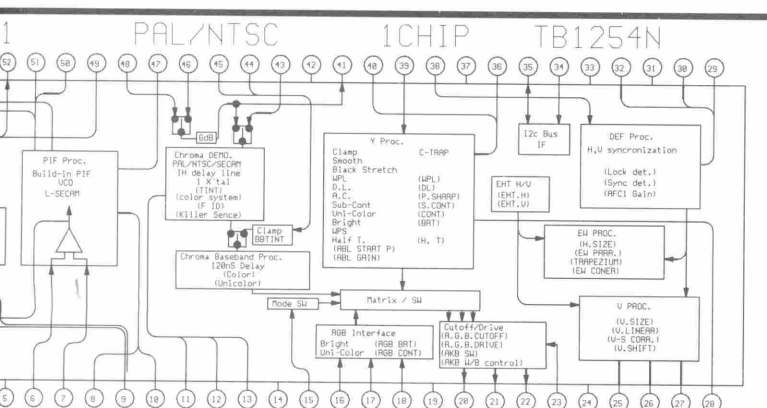 1 PAL/NTSC 1CHIP TB1254N
52 51 50 49 48 47 46 45 44 43 42 41 40 39 38 37 36 35 34 33 32 31 30 29
6dB
PIF Proc.
Build-in PIF
VCO
L-SECAM
Chroma DEMO.
PAL/NTSC/SECAM
1H delay line
1 X'tal
(TINT)
(color system)
(F ID)
(Killer Sence)
Clamp
BBTINT
Chroma Baseband Proc.
120nS Delay
(Color)
(Unicolor)
Mode SW
Y Proc.
Clamp C-TRAP
Smooth
Black Stretch
WPL (WPL)
D.L. (DL)
A.C. (P.SHARP)
Sub-Cont (S.CONT)
Uni-Color (CONT)
Bright (BRT)
WPS
Half T. (H. T)
(ABL START P)
(ABL GAIN)
Matrix / SW
RGB Interface
Bright (RGB BRT)
Uni-Color (RGB CONT)
Cutoff/Drive
(R.G.B.CUTOFF)
(R.G.B.DRIVE)
(AKB SW)
(AKB W/B control)
I2c Bus
IF
EHT H/V
(EHT.H)
(EHT.V)
DEF Proc.
H,V syncronization
(Lock det.)
(Sync det.)
(AFC1 Gain)
EW PROC.
(H.SIZE)
(EW PARR.)
(TRAPEZIUM)
(EW CONER)
V PROC.
(V.SIZE)
(V.LINEAR)
(V-S CORR.)
(V.SHIFT)
5 6 7 8 9 10 11 12 13 14 15 16 17 18 19 20 21 22 23 24 25 26 27 28